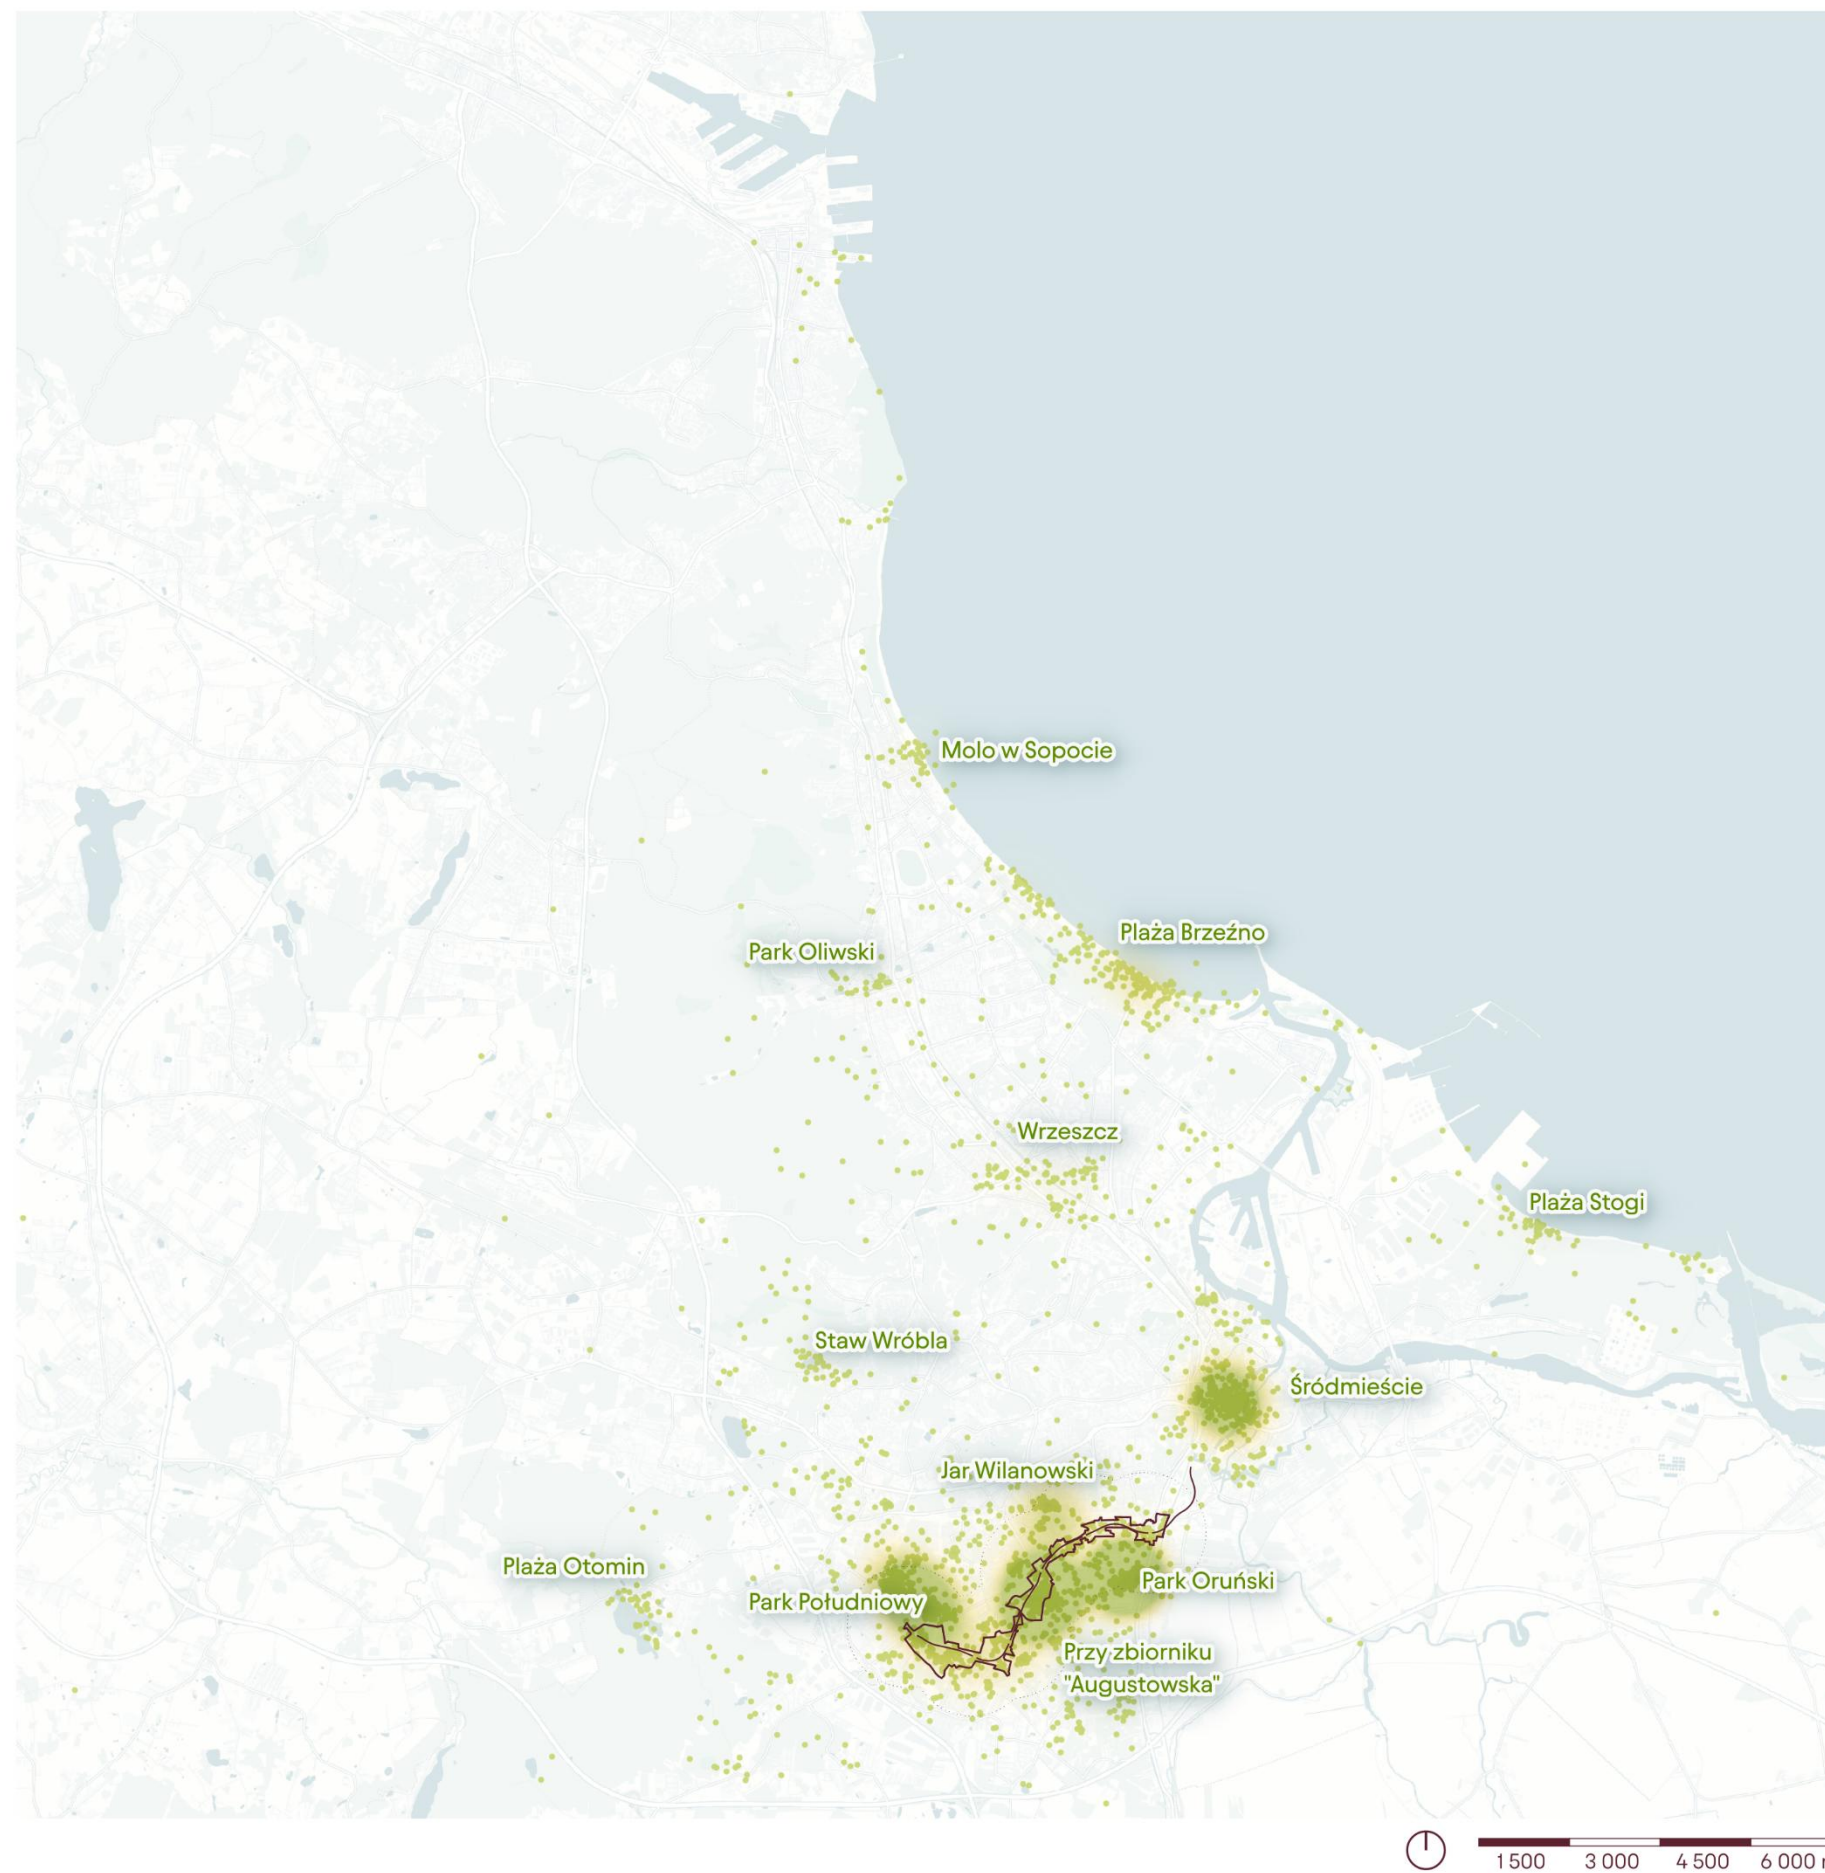 Molo w Sopocie
Plaża Brzeźno
Park Oliwski
Wrzeszcz
Plaża Stogi
Staw Wróbla
Śródmieście
Jar Wilanowski
Plaża Otomin
Park Oruński
Park Południowy
Przy zbiorniku
"Augustowska"
1 500 3 000 4 500 6 000